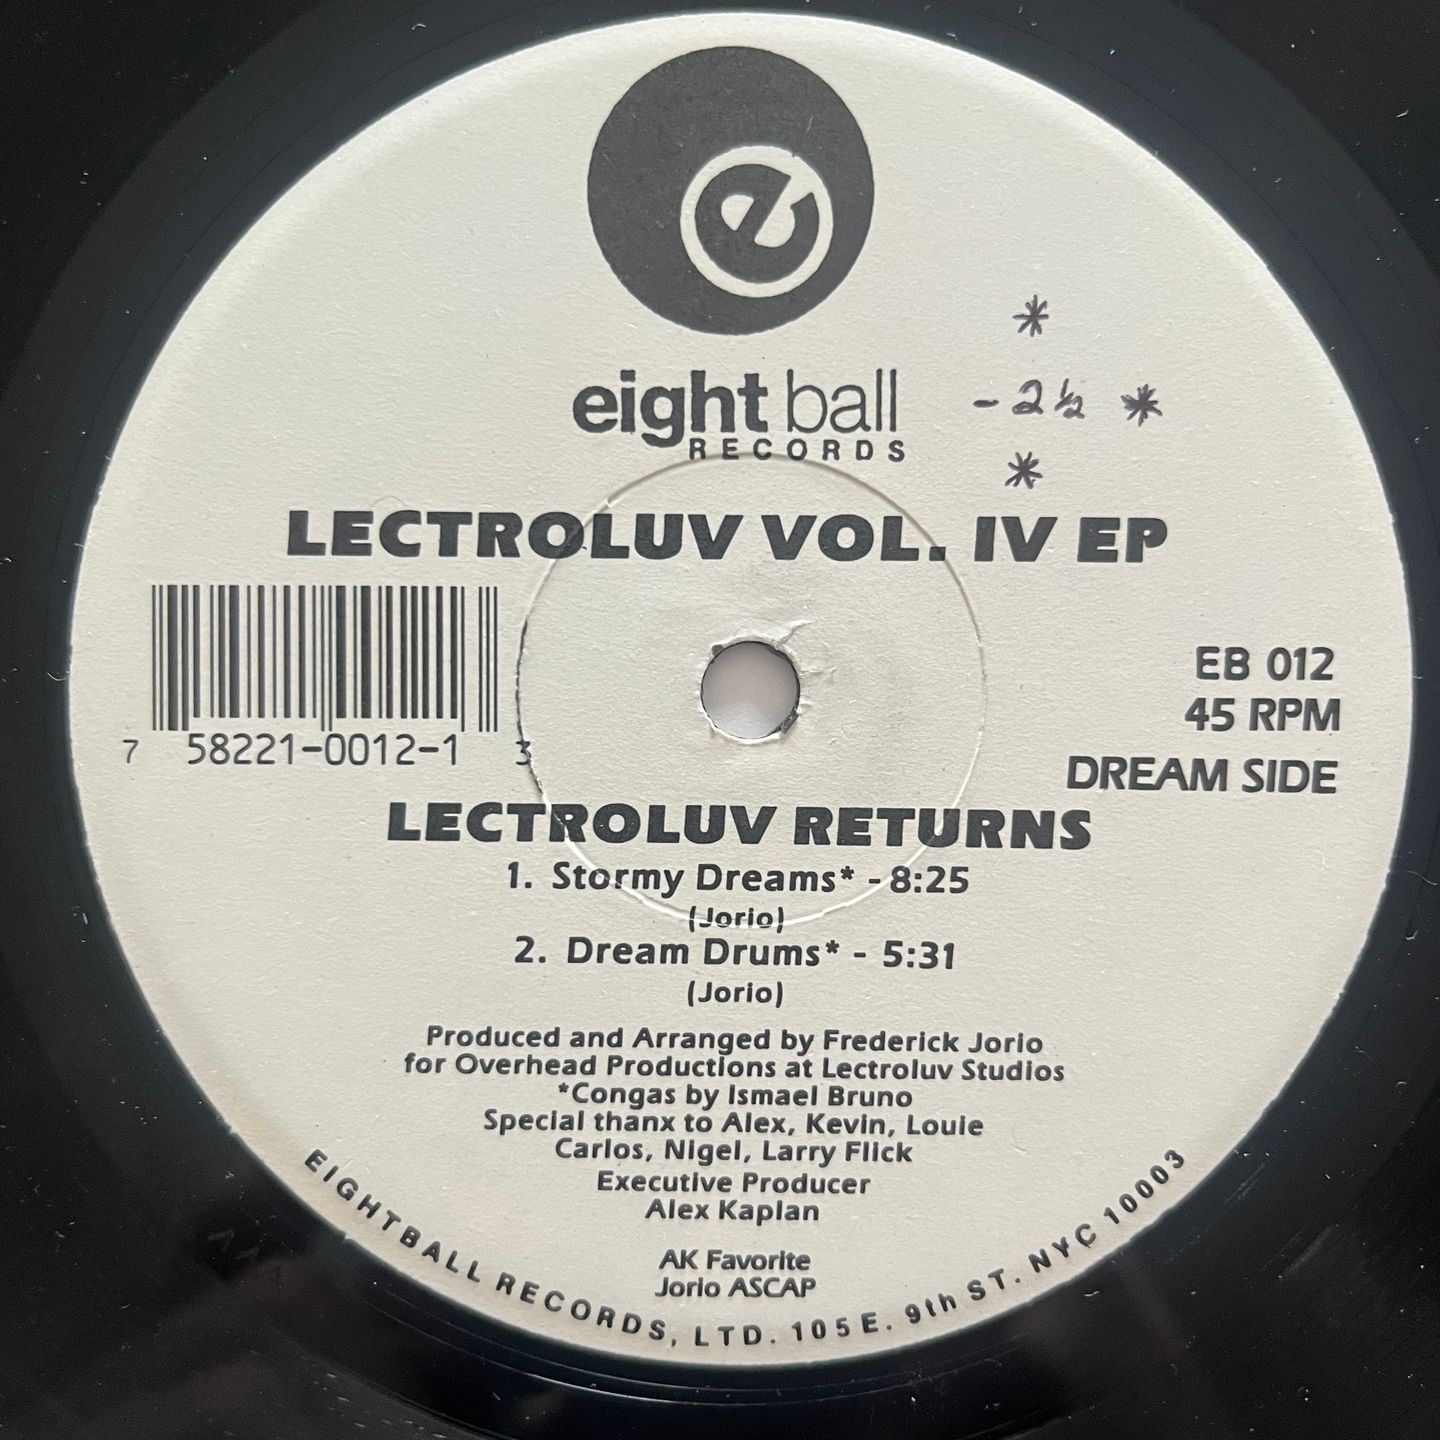 e
eight ball
RECORDS
*
- 2 ½ *
*
LECTROLUV VOL. IV EP
7 58221-0012-1 3
EB 012
45 RPM
DREAM SIDE
LECTROLUV RETURNS
1. Stormy Dreams* - 8:25
(Jorio)
2. Dream Drums* - 5:31
(Jorio)
Produced and Arranged by Frederick Jorio
for Overhead Productions at Lectroluv Studios
*Congas by Ismael Bruno
Special thanx to Alex, Kevin, Louie
Carlos, Nigel, Larry Flick
Executive Producer
Alex Kaplan
AK Favorite
Jorio ASCAP
EIGHTBALL RECORDS, LTD. 105 E. 9th ST. NYC 10003